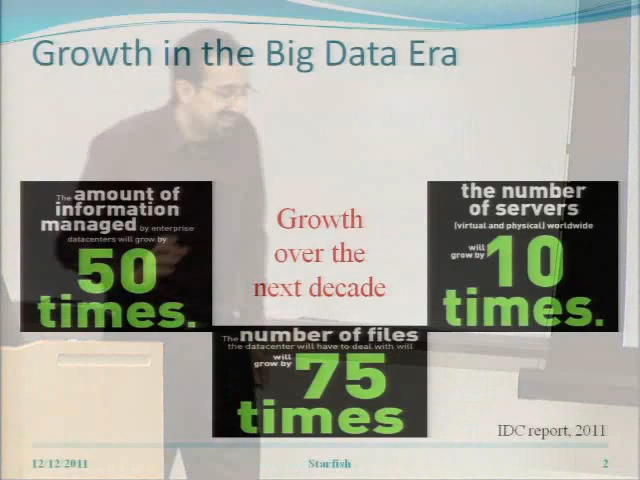 Growth in the Big Data Era
The amount of
information
managed by enterprise
datacenters will grow by
50
times.
Growth
over the
next decade
the number
of servers
(virtual and physical) worldwide
will
grow by 10
times.
The number of files
the datacenter will have to deal with will
will
grow by 75
times
IDC report, 2011
12/12/2011 Starfish 2